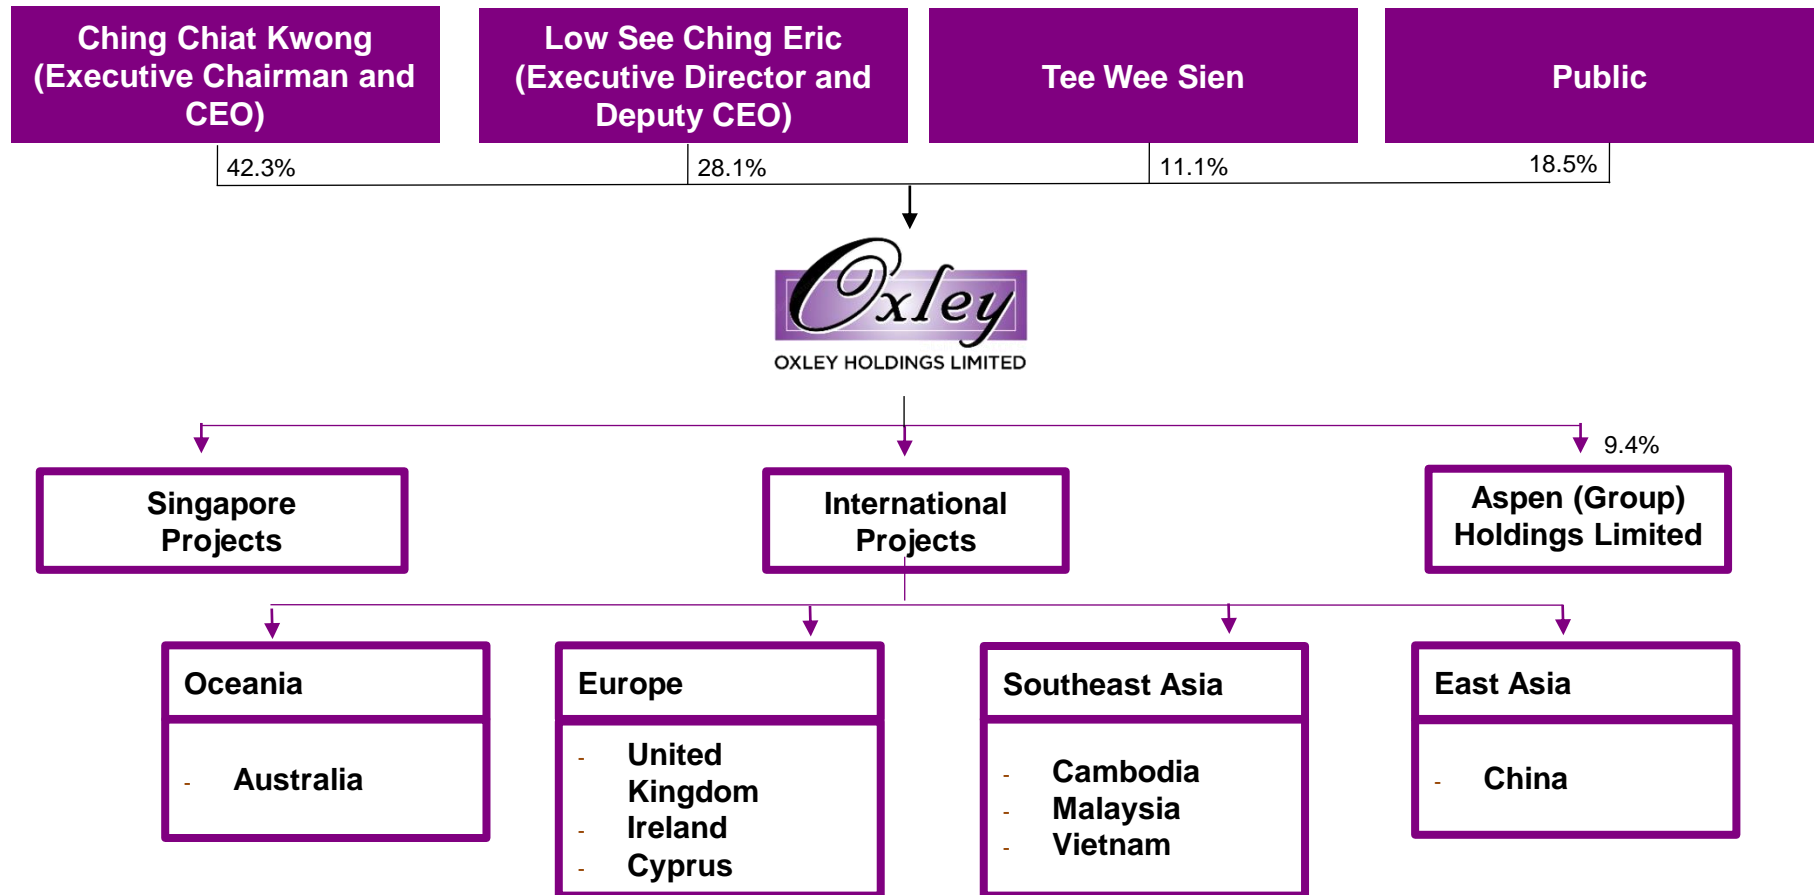 Ching Chiat Kwong
(Executive Chairman and
CEO)
Low See Ching Eric
(Executive Director and
Deputy CEO)
Tee Wee Sien
Public
42.3%
28.1%
11.1%
18.5%
Oxley
OXLEY HOLDINGS LIMITED
9.4%
Singapore
Projects
International
Projects
Aspen (Group)
Holdings Limited
Oceania
- Australia
Europe
- United
Kingdom
- Ireland
- Cyprus
Southeast Asia
- Cambodia
- Malaysia
- Vietnam
East Asia
- China